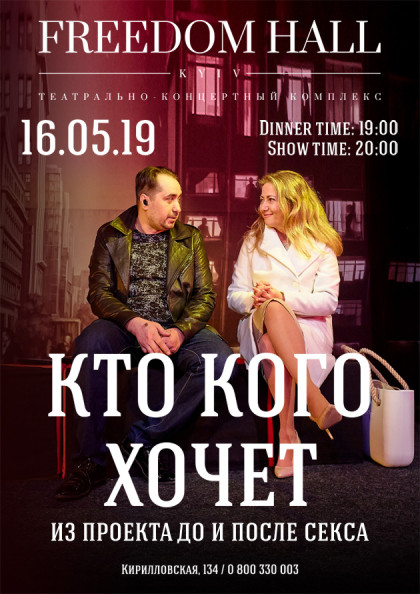 FREEDOM HALL
KYIV
ТЕАТРАЛЬНО-КОНЦЕРТНЫЙ КОМПЛЕКС
16.05.19
DINNER TIME: 19:00
SHOW TIME: 20:00
КТО КОГО
ХОЧЕТ
ИЗ ПРОЕКТА ДО И ПОСЛЕ СЕКСА
КИРИЛЛОВСКАЯ, 134 / 0 800 330 003